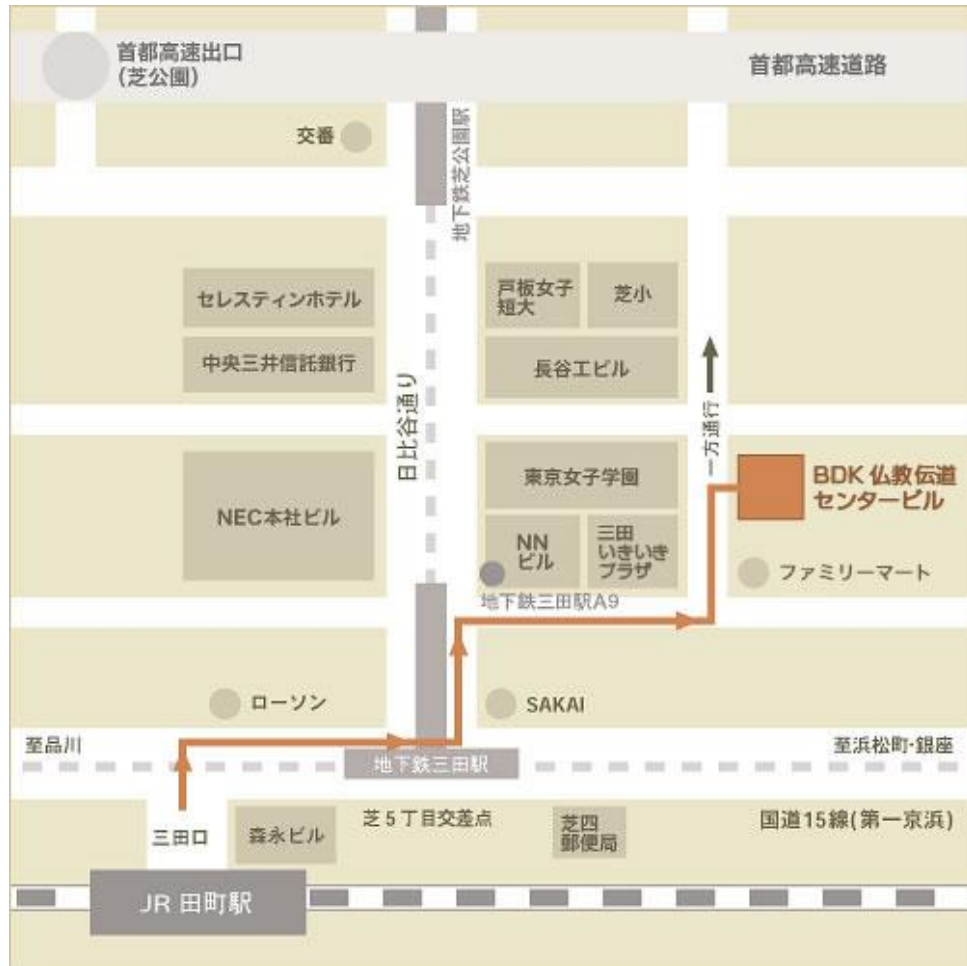 首都高速出口
(芝公園)
首都高速道路
交番
地下鉄芝公園駅
セレスティンホテル
戸板女子
短大
芝小
中央三井信託銀行
長谷工ビル
日比谷通り
一方通行
NEC本社ビル
東京女子学園
BDK 仏教伝道
センタービル
NN
ビル
三田
いきいき
プラザ
ファミリーマート
地下鉄三田駅A9
ローソン
SAKAI
至品川
至浜松町・銀座
地下鉄三田駅
三田口
森永ビル
芝5丁目交差点
芝四
郵便局
国道15線(第一京浜)
JR 田町駅